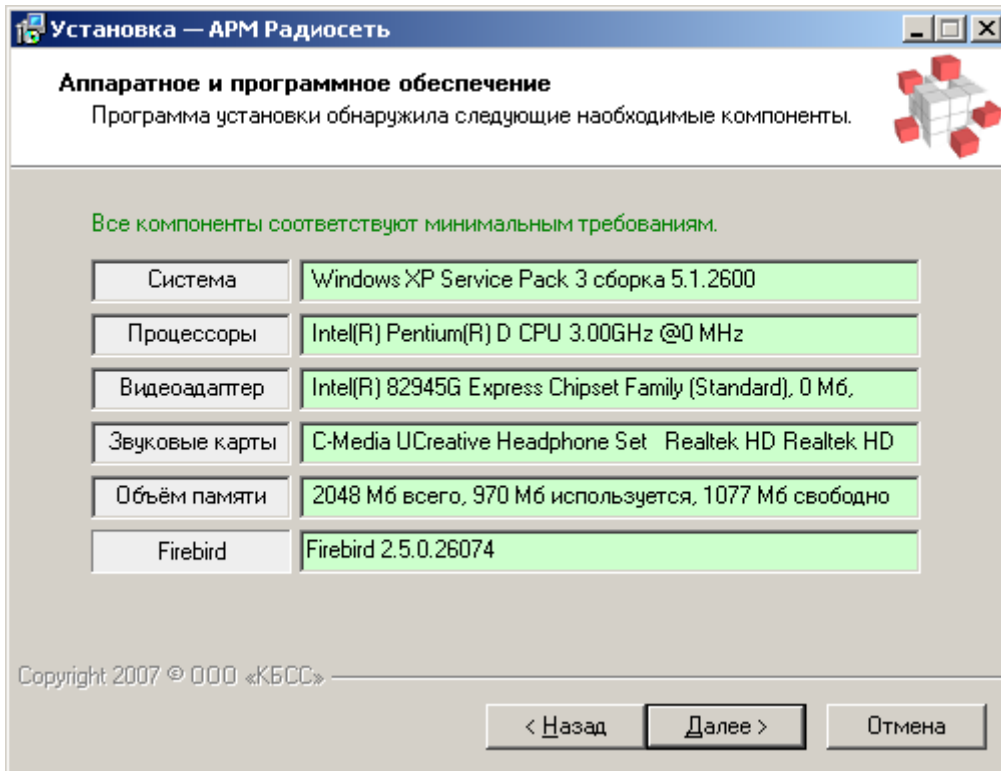 Установка — АРМ Радиосеть
Аппаратное и программное обеспечение
Программа установки обнаружила следующие наобходимые компоненты.
Все компоненты соответствуют минимальным требованиям.
Система Windows XP Service Pack 3 сборка 5.1.2600
Процессоры Intel(R) Pentium(R) D CPU 3.00GHz @0 MHz
Видеоадаптер Intel(R) 82945G Express Chipset Family (Standard), 0 Мб,
Звуковые карты C-Media UCreative Headphone Set Realtek HD Realtek HD
Объём памяти 2048 Мб всего, 970 Мб используется, 1077 Мб свободно
Firebird Firebird 2.5.0.26074
Copyright 2007 © ООО «КБСС»
< Назад Далее > Отмена